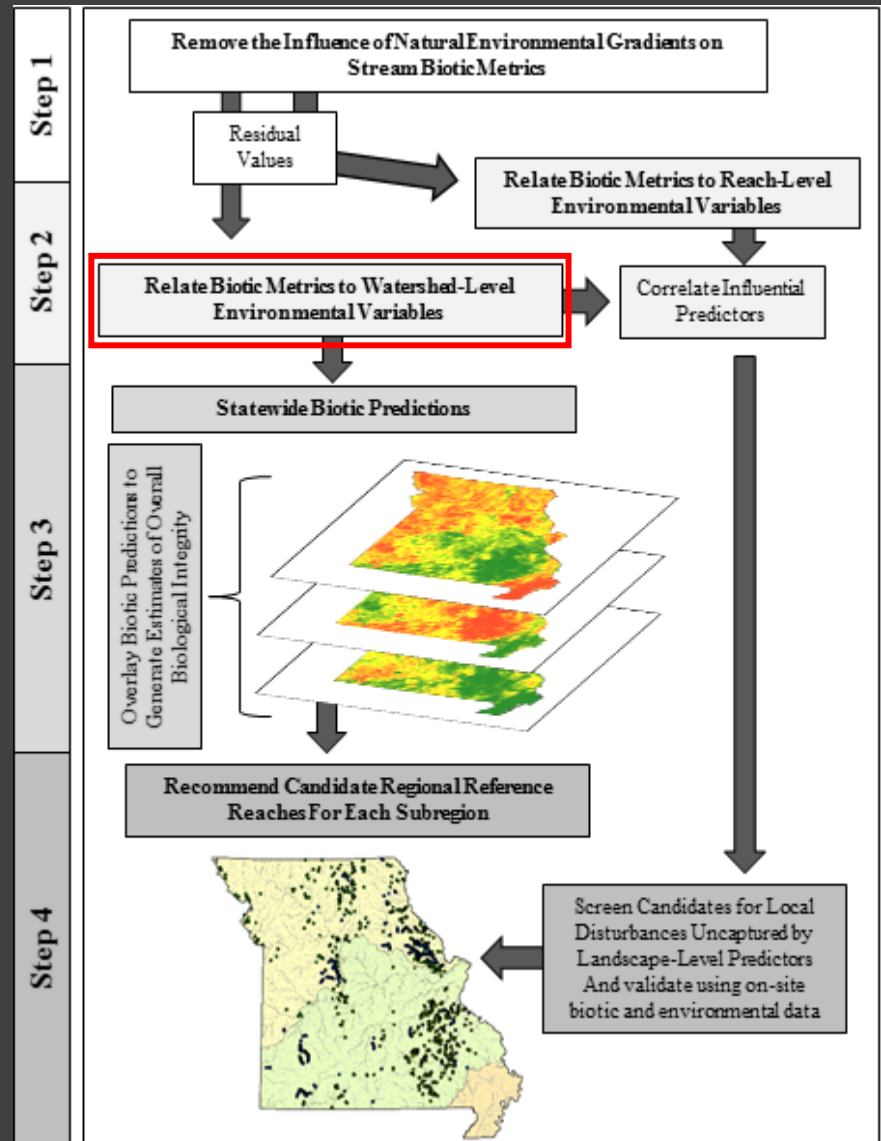 Step 1
Remove the Influence of Natural Environmental Gradients on
Stream Biotic Metrics
Residual
Values
Step 2
Relate Biotic Metrics to Reach-Level
Environmental Variables
Relate Biotic Metrics to Watershed-Level
Environmental Variables
Correlate Influential
Predictors
Step 3
Statewide Biotic Predictions
Overlay Biotic Predictions to
Generate Estimates of Overall
Biological Integrity
Step 4
Recommend Candidate Regional Reference
Reaches For Each Subregion
Screen Candidates for Local
Disturbances Uncaptured by
Landscape-Level Predictors
And validate using on-site
biotic and environmental data